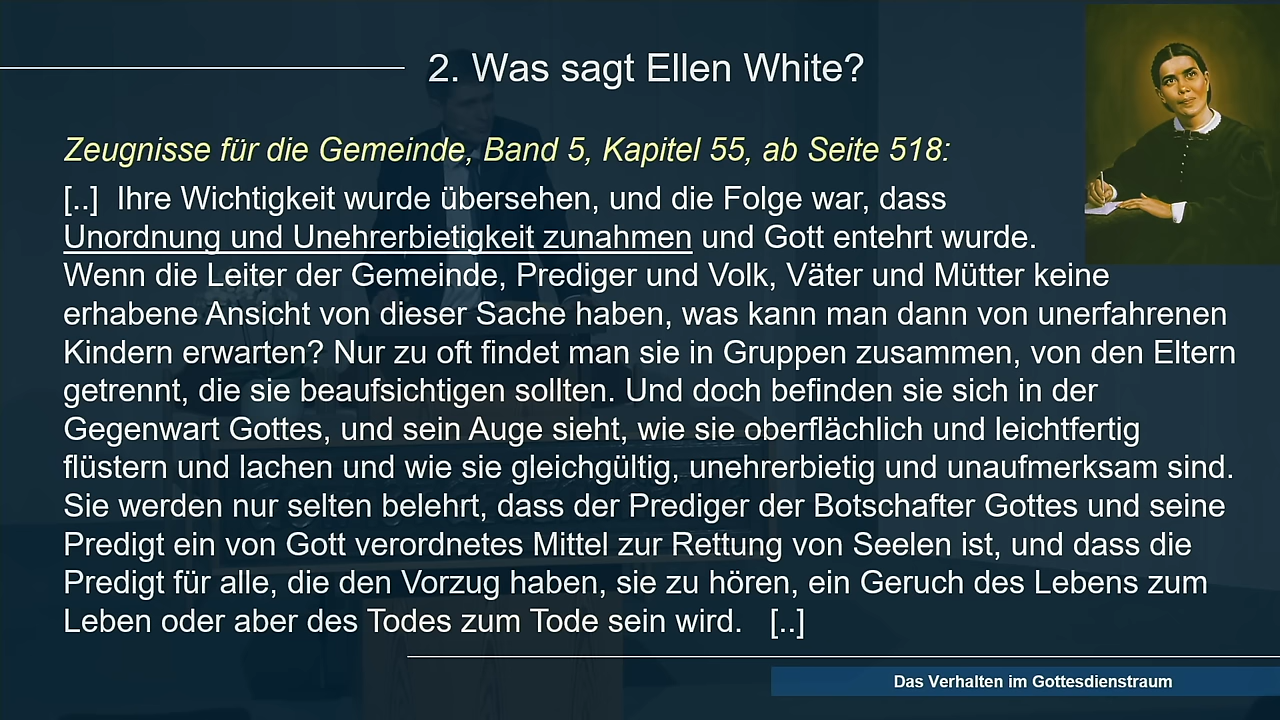 2. Was sagt Ellen White?
Zeugnisse für die Gemeinde, Band 5, Kapitel 55, ab Seite 518:
[..] Ihre Wichtigkeit wurde übersehen, und die Folge war, dass
Unordnung und Unehrerbietigkeit zunahmen und Gott entehrt wurde.
Wenn die Leiter der Gemeinde, Prediger und Volk, Väter und Mütter keine
erhabene Ansicht von dieser Sache haben, was kann man dann von unerfahrenen
Kindern erwarten? Nur zu oft findet man sie in Gruppen zusammen, von den Eltern
getrennt, die sie beaufsichtigen sollten. Und doch befinden sie sich in der
Gegenwart Gottes, und sein Auge sieht, wie sie oberflächlich und leichtfertig
flüstern und lachen und wie sie gleichgültig, unehrerbietig und unaufmerksam sind.
Sie werden nur selten belehrt, dass der Prediger der Botschafter Gottes und seine
Predigt ein von Gott verordnetes Mittel zur Rettung von Seelen ist, und dass die
Predigt für alle, die den Vorzug haben, sie zu hören, ein Geruch des Lebens zum
Leben oder aber des Todes zum Tode sein wird. [..]
Das Verhalten im Gottesdienstraum